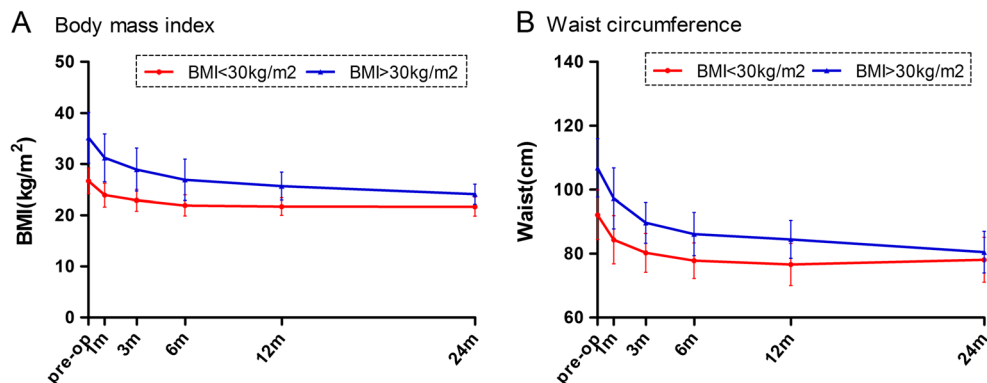 A Body mass index
BMI<30kg/m2 BMI>30kg/m2
BMI(kg/m²)
50
40
30
20
10
0
pre-op 1m 3m 6m 12m 24m
B Waist circumference
BMI<30kg/m2 BMI>30kg/m2
Waist(cm)
140
120
100
80
60
pre-op 1m 3m 6m 12m 24m